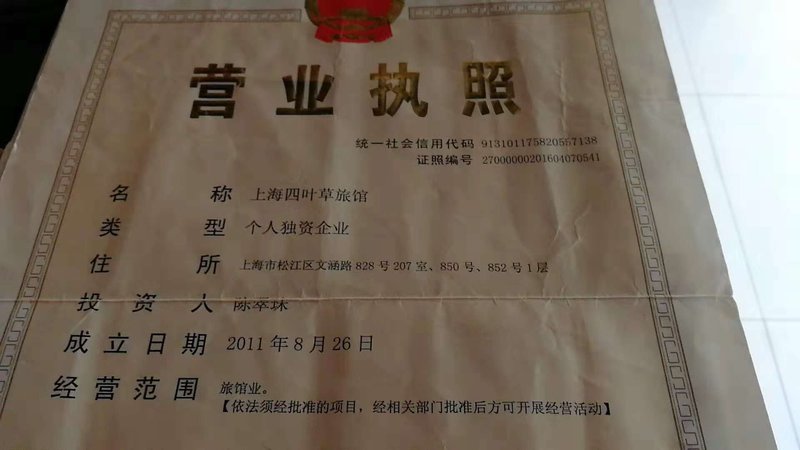 营业执照
统一社会信用代码 913101175820557138
证照编号 27000000201604070541
名称 上海四叶草旅馆
类型 个人独资企业
住所 上海市松江区文涵路828号207室、850号、852号1层
投资人 陈翠珠
成立日期 2011年8月26日
经营范围 旅馆业。
【依法须经批准的项目，经相关部门批准后方可开展经营活动】